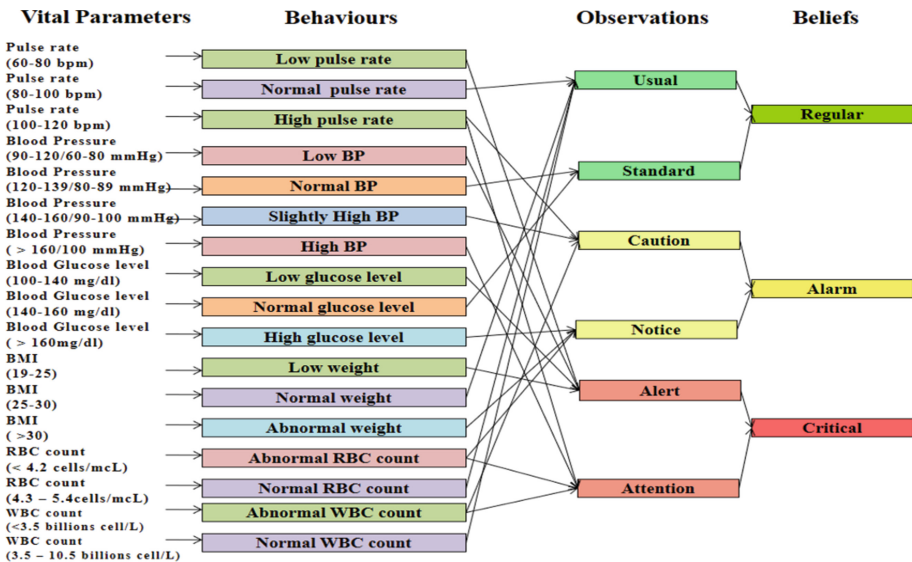 Vital Parameters
Behaviours
Observations
Beliefs
Pulse rate
(60-80 bpm)
Pulse rate
(80-100 bpm)
Pulse rate
(100-120 bpm)
Blood Pressure
(90-120/60-80 mmHg)
Blood Pressure
(120-139/80-89 mmHg)
Blood Pressure
(140-160/90-100 mmHg)
Blood Pressure
( > 160/100 mmHg)
Blood Glucose level
(100-140 mg/dl)
Blood Glucose level
(140-160 mg/dl)
Blood Glucose level
( > 160mg/dl)
BMI
(19-25)
BMI
(25-30)
BMI
( >30)
RBC count
(< 4.2 cells/mcL)
RBC count
(4.3 – 5.4cells/mcL)
WBC count
(<3.5 billions cell/L)
WBC count
(3.5 – 10.5 billions cell/L)
Low pulse rate
Normal pulse rate
High pulse rate
Low BP
Normal BP
Slightly High BP
High BP
Low glucose level
Normal glucose level
High glucose level
Low weight
Normal weight
Abnormal weight
Abnormal RBC count
Normal RBC count
Abnormal WBC count
Normal WBC count
Usual
Standard
Caution
Notice
Alert
Attention
Regular
Alarm
Critical